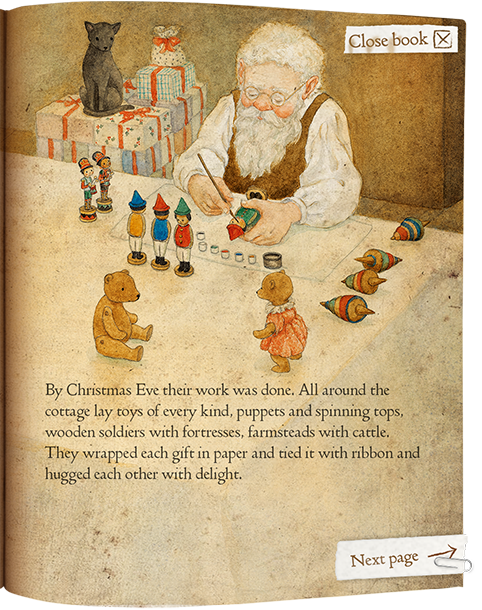 Close book
By Christmas Eve their work was done. All around the
cottage lay toys of every kind, puppets and spinning tops,
wooden soldiers with fortresses, farmsteads with cattle.
They wrapped each gift in paper and tied it with ribbon and
hugged each other with delight.
Next page